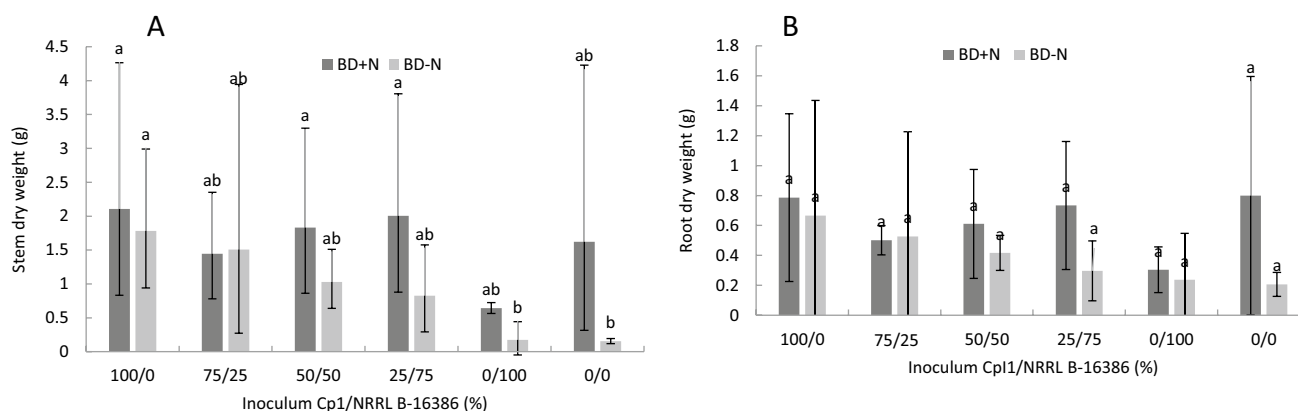 A
Stem dry weight (g)
4.5
4
3.5
3
2.5
2
1.5
1
0.5
0
BD+N BD-N
a a ab ab a ab a ab ab b ab b
100/0 75/25 50/50 25/75 0/100 0/0
Inoculum Cp1/NRRL B-16386 (%)
B
Root dry weight (g)
1.8
1.6
1.4
1.2
1
0.8
0.6
0.4
0.2
0
BD+N BD-N
a a a a a a a a a a a a
100/0 75/25 50/50 25/75 0/100 0/0
Inoculum CpI1/NRRL B-16386 (%)